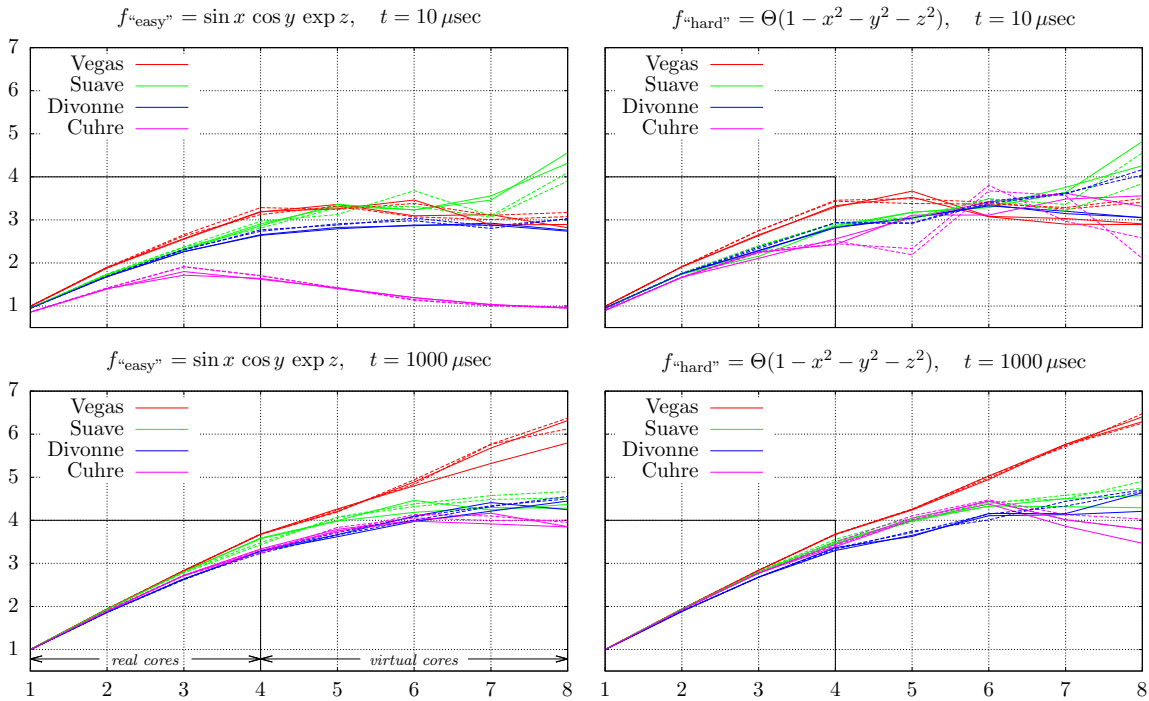 f“easy” = sin x cos y exp z, t = 10 µsec
f“hard” = Θ(1 − x² − y² − z²), t = 10 µsec
7
6
5
4
3
2
1
Vegas
Suave
Divonne
Cuhre
Vegas
Suave
Divonne
Cuhre
f“easy” = sin x cos y exp z, t = 1000 µsec
f“hard” = Θ(1 − x² − y² − z²), t = 1000 µsec
7
6
5
4
3
2
1
Vegas
Suave
Divonne
Cuhre
real cores
virtual cores
Vegas
Suave
Divonne
Cuhre
1 2 3 4 5 6 7 8
1 2 3 4 5 6 7 8